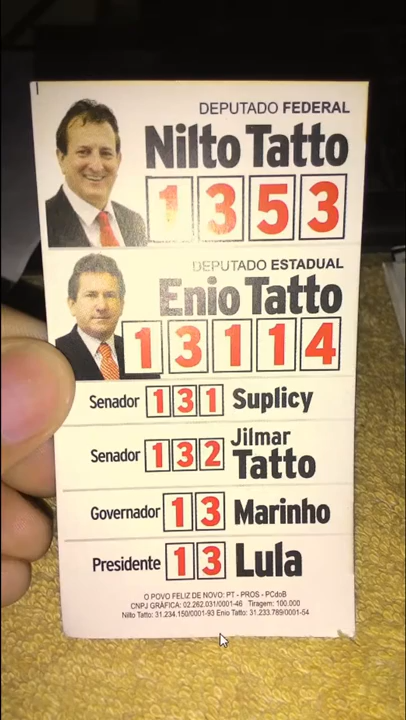 DEPUTADO FEDERAL
Nilto Tatto
1353
DEPUTADO ESTADUAL
Enio Tatto
13114
Senador 131 Suplicy
Senador 132 Jilmar Tatto
Governador 13 Marinho
Presidente 13 Lula
O POVO FELIZ DE NOVO: PT - PROS - PCdoB
CNPJ GRÁFICA: 02.262.031/0001-46 Tiragem: 100.000
Nilto Tatto: 31.234.150/0001-93 Enio Tatto: 31.233.789/0001-54